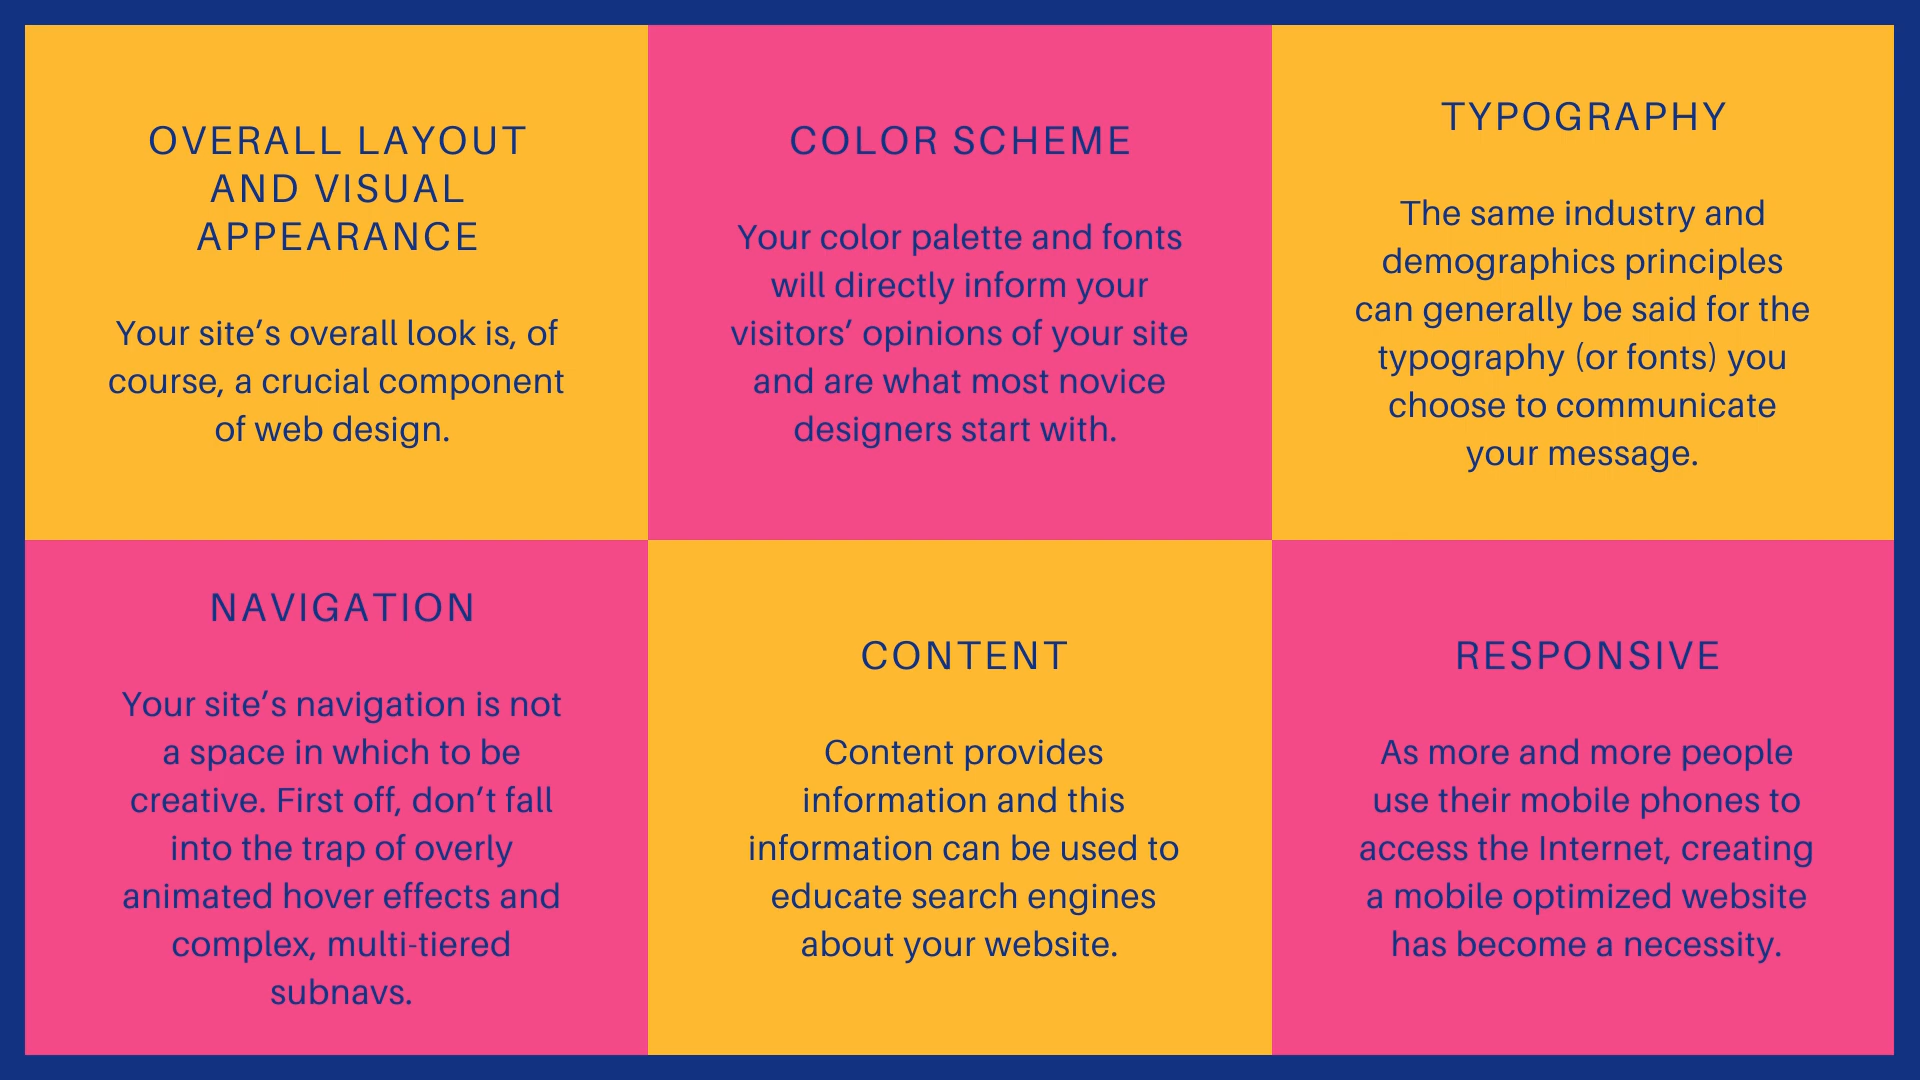 OVERALL LAYOUT
AND VISUAL
APPEARANCE
Your site’s overall look is, of
course, a crucial component
of web design.
COLOR SCHEME
Your color palette and fonts
will directly inform your
visitors’ opinions of your site
and are what most novice
designers start with.
TYPOGRAPHY
The same industry and
demographics principles
can generally be said for the
typography (or fonts) you
choose to communicate
your message.
NAVIGATION
Your site’s navigation is not
a space in which to be
creative. First off, don’t fall
into the trap of overly
animated hover effects and
complex, multi-tiered
subnavs.
CONTENT
Content provides
information and this
information can be used to
educate search engines
about your website.
RESPONSIVE
As more and more people
use their mobile phones to
access the Internet, creating
a mobile optimized website
has become a necessity.